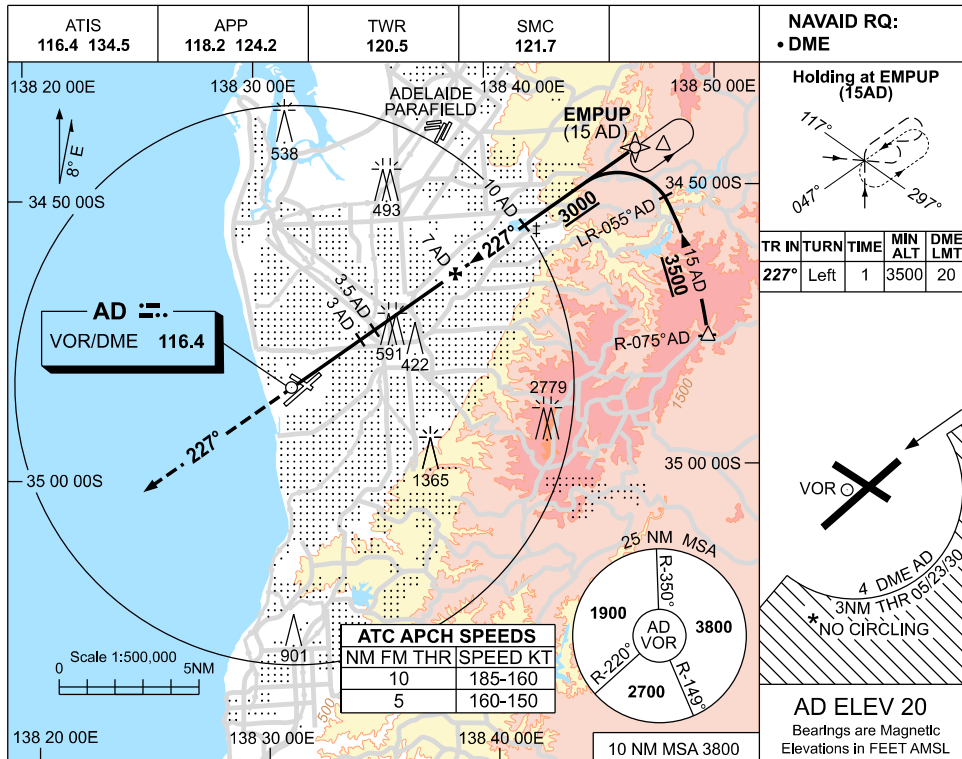 ATIS
116.4 134.5
APP
118.2 124.2
TWR
120.5
SMC
121.7
NAVAID RQ:
• DME
138 20 00E
138 30 00E
138 40 00E
138 50 00E
8° E
ADELAIDE
PARAFIELD
EMPUP
(15 AD)
538
493
10 AD
3000
LR-055°AD
34 50 00S
34 50 00S
7 AD
227°
‡
15 AD
3500
3.5 AD
3 AD
AD
VOR/DME 116.4
591
422
R-075°AD
2779
1500
227°
1365
35 00 00S
35 00 00S
25 NM MSA
R-350°
1900
AD
VOR
3800
R-220°
2700
R-149°
901
ATC APCH SPEEDS
NM FM THR SPEED KT
10 185-160
5 160-150
Scale 1:500,000
0 5NM
500
138 20 00E
138 30 00E
138 40 00E
10 NM MSA 3800
Holding at EMPUP
(15AD)
117°
047°
297°
TR IN TURN TIME MIN ALT DME LMT
227° Left 1 3500 20
VOR
4 DME AD
3NM THR 05/23/30
*NO CIRCLING
AD ELEV 20
Bearings are Magnetic
Elevations in FEET AMSL